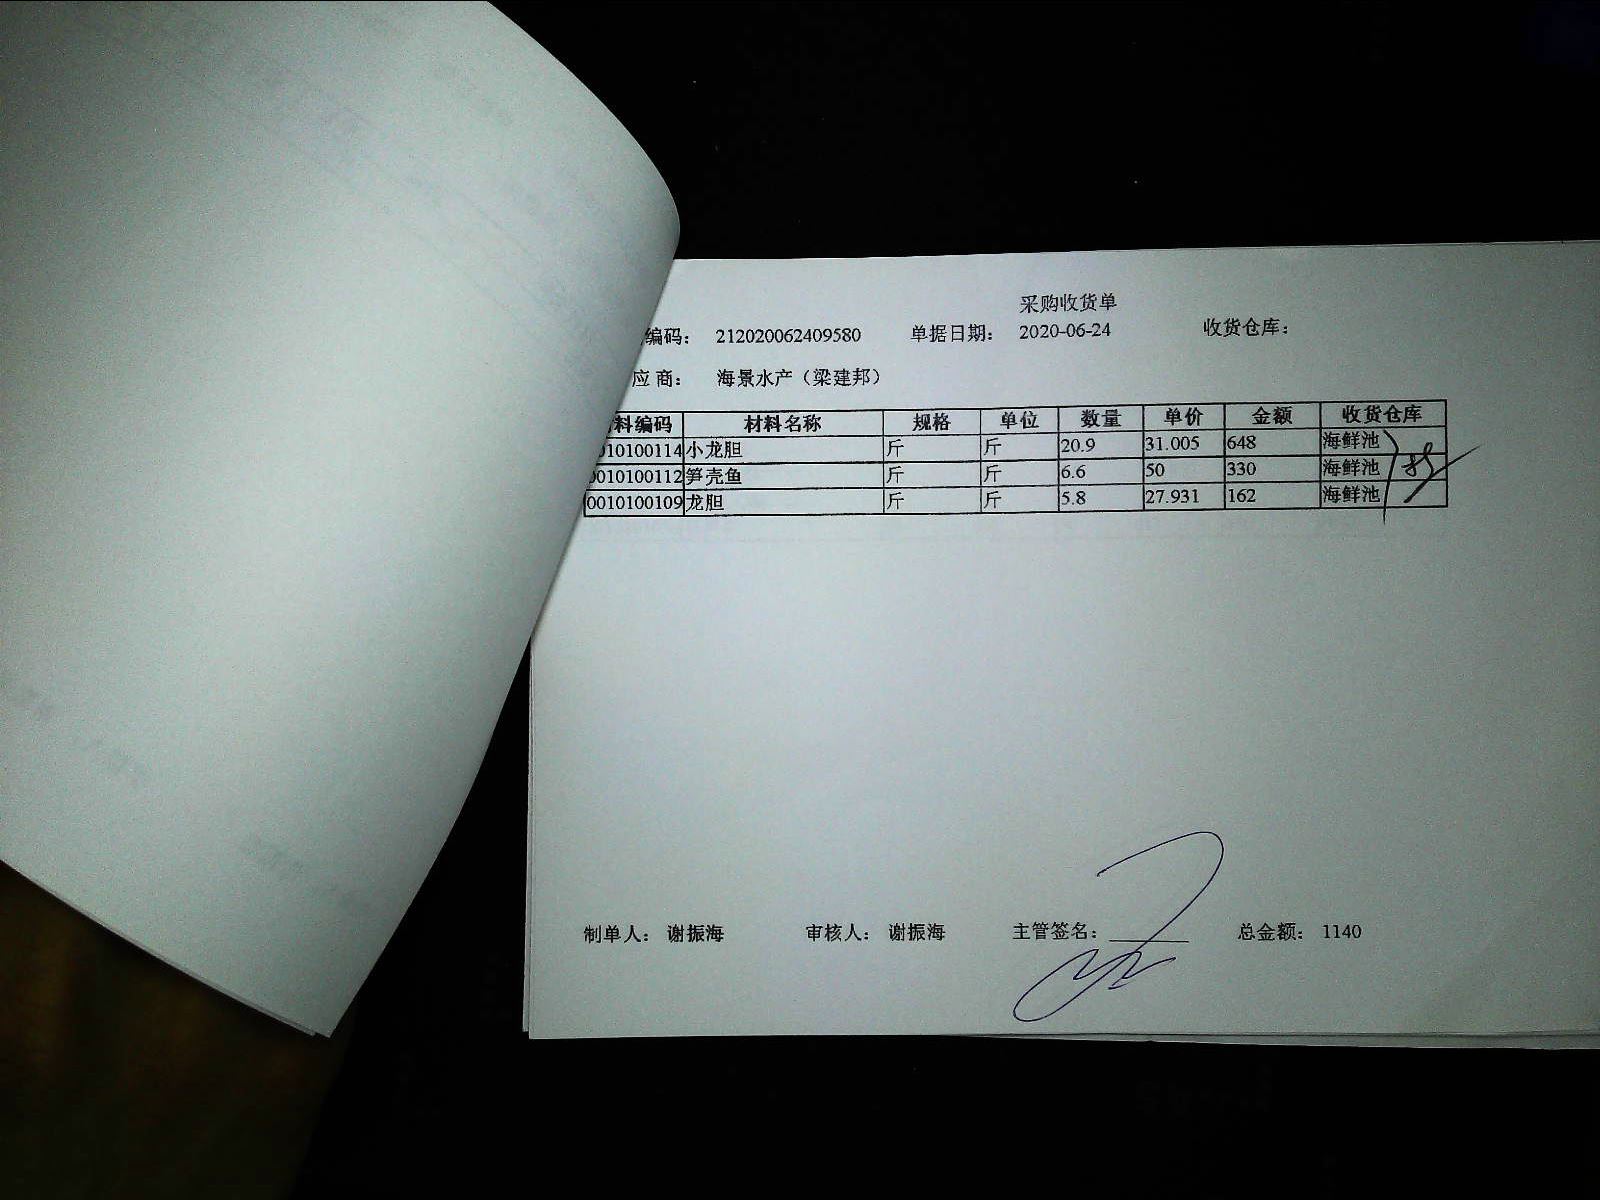 采购收货单
编码： 212020062409580 单据日期： 2020-06-24 收货仓库：
应 商： 海景水产（梁建邦）
料编码 材料名称 规格 单位 数量 单价 金额 收货仓库
010100114 小龙胆 斤 斤 20.9 31.005 648 海鲜池
0010100112 笋壳鱼 斤 斤 6.6 50 330 海鲜池
0010100109 龙胆 斤 斤 5.8 27.931 162 海鲜池
制单人： 谢振海 审核人： 谢振海 主管签名： 总金额： 1140